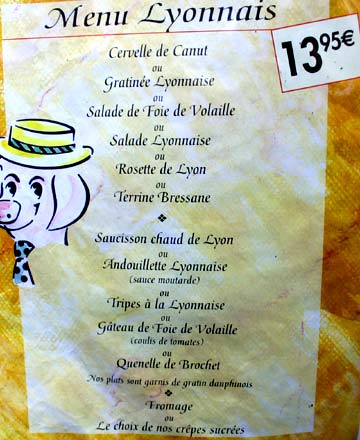 Menu Lyonnais
13,95€
Cervelle de Canut
ou
Gratinée Lyonnaise
ou
Salade de Foie de Volaille
ou
Salade Lyonnaise
ou
Rosette de Lyon
ou
Terrine Bressane
Saucisson chaud de Lyon
ou
Andouillette Lyonnaise
(sauce moutarde)
ou
Tripes à la Lyonnaise
ou
Gâteau de Foie de Volaille
(coulis de tomates)
ou
Quenelle de Brochet
Nos plats sont garnis de gratin dauphinois
Fromage
ou
Le choix de nos crêpes sucrées